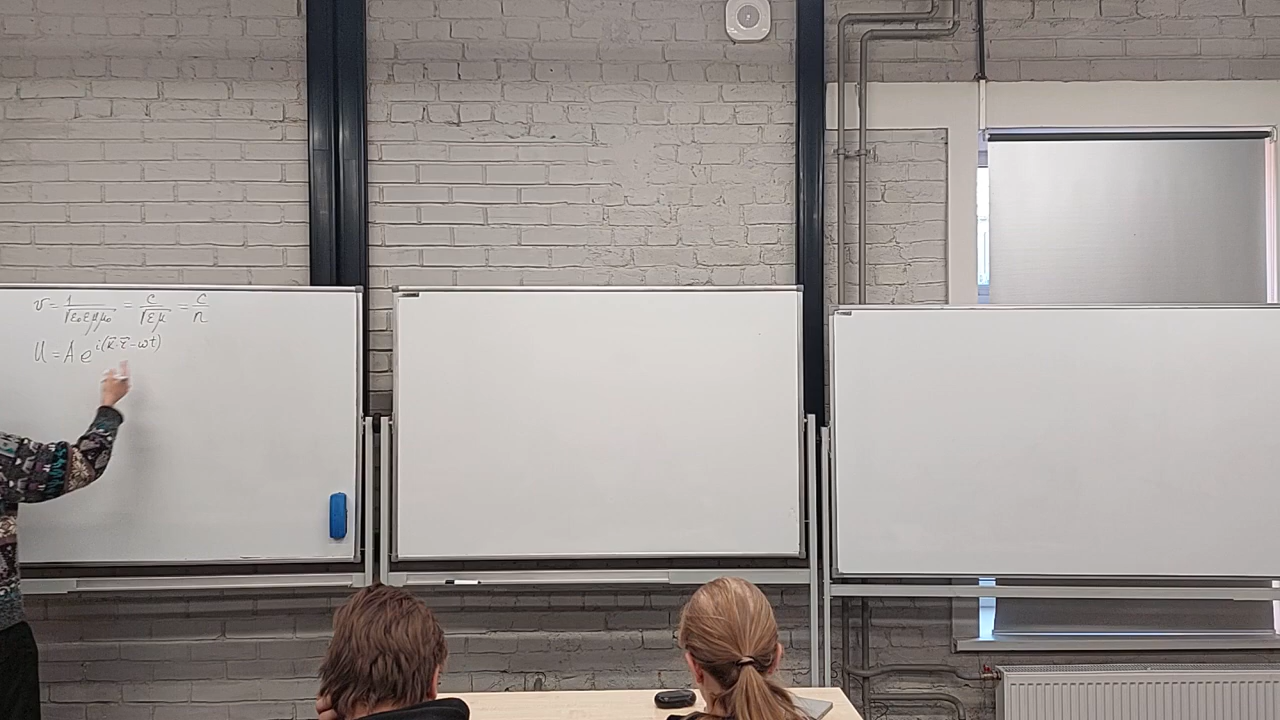 v = 1/√ε₀εμμ₀ = c/√εμ = c/n
U = A e^{i(k̄·r̄-ωt)}